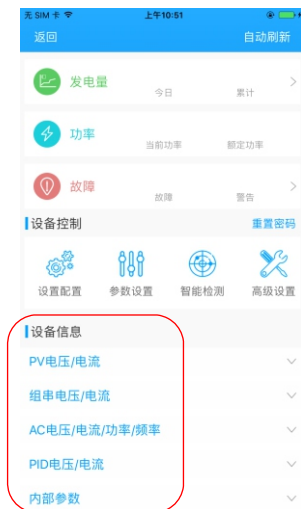 无 SIM 卡 上午10:51
返回 自动刷新
发电量 今日 累计
功率 当前功率 额定功率
故障 故障 警告
设备控制 重置密码
设置配置 参数设置 智能检测 高级设置
设备信息
PV电压/电流
组串电压/电流
AC电压/电流/功率/频率
PID电压/电流
内部参数